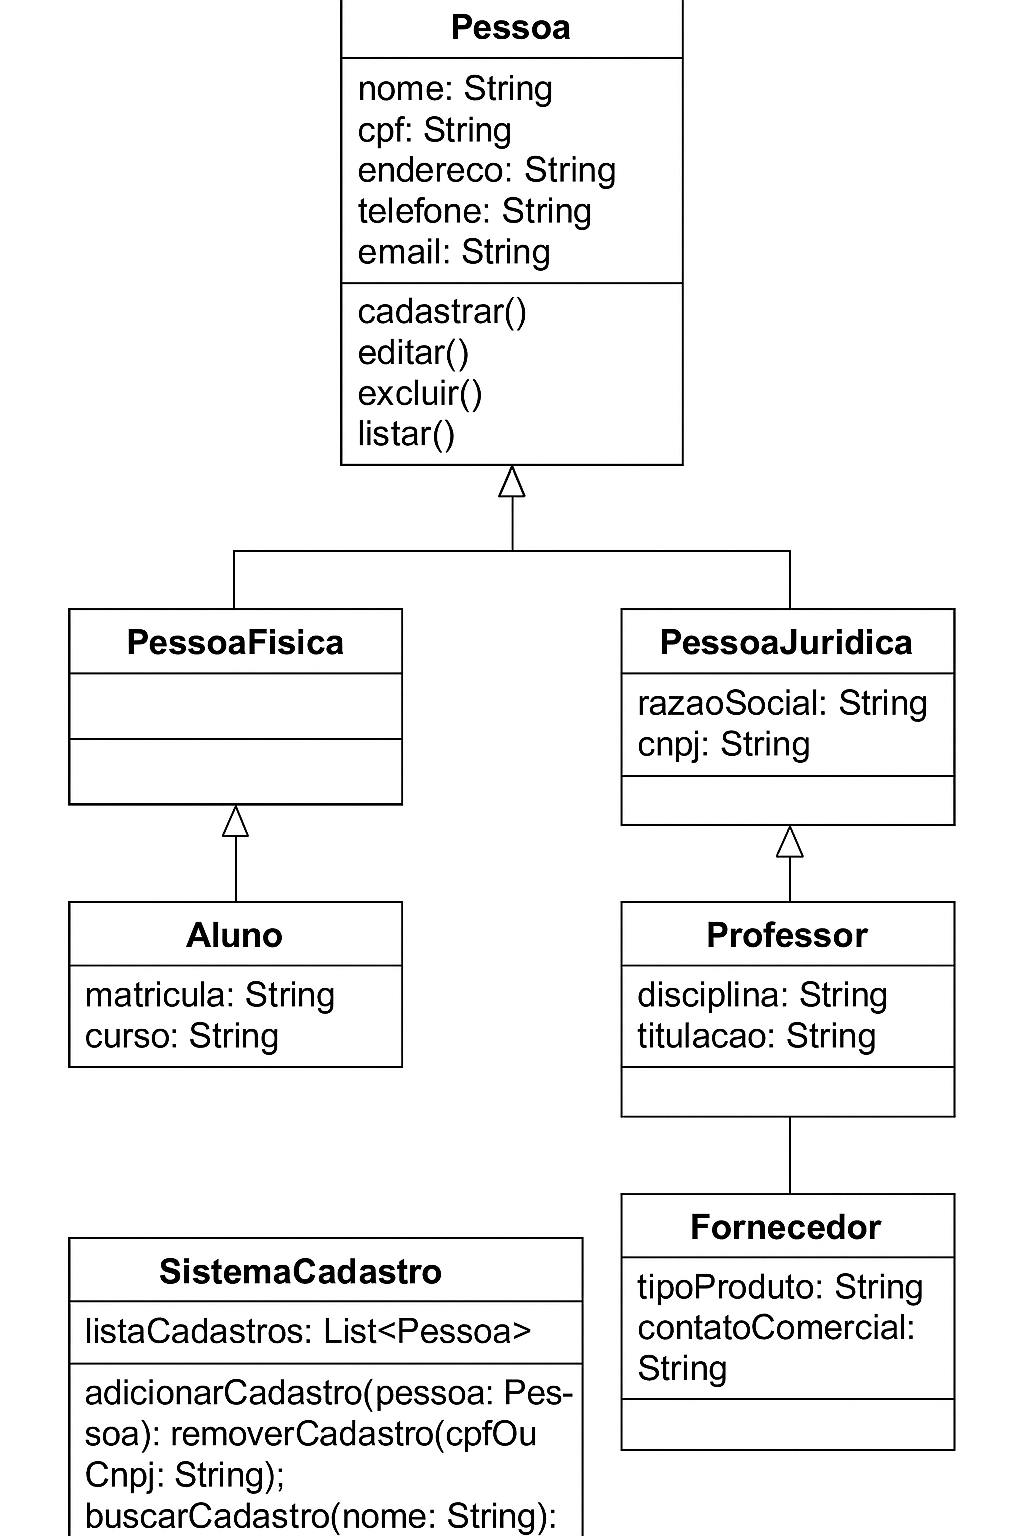 Pessoa
nome: String
cpf: String
endereco: String
telefone: String
email: String
cadastrar()
editar()
excluir()
listar()
PessoaFisica
PessoaJuridica
razaoSocial: String
cnpj: String
Aluno
matricula: String
curso: String
Professor
disciplina: String
titulacao: String
Fornecedor
tipoProduto: String
contatoComercial:
String
SistemaCadastro
listaCadastros: List<Pessoa>
adicionarCadastro(pessoa: Pes-
soa): removerCadastro(cpfOu
Cnpj: String);
buscarCadastro(nome: String):